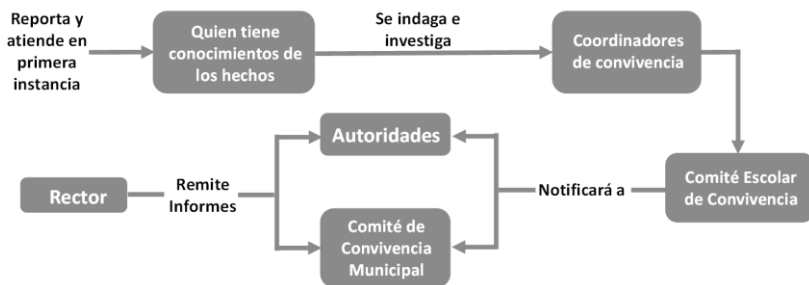 Reporta y
atiende en
primera
instancia
Quien tiene
conocimientos de
los hechos
Se indaga e
investiga
Coordinadores
de convivencia
Autoridades
Rector
Remite
Informes
Notificará a
Comité Escolar
de Convivencia
Comité de
Convivencia
Municipal